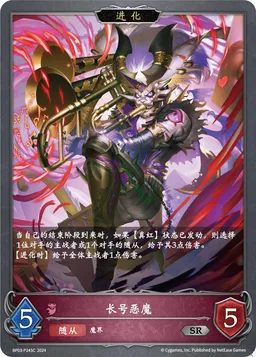 进化
当自己的结束阶段到来时，如果【真红】状态已发动，则选择
1位对手的主战者或1个对手的随从，给予其3点伤害。
【进化时】给予全体主战者1点伤害。
长号恶魔
5
随从 魔界
SR
5
BP03-P24SC 2024
© Cygames, Inc. Published by NetEase Games